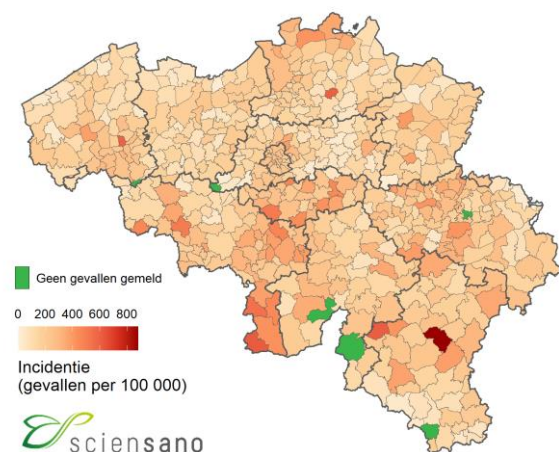 Geen gevallen gemeld
0 200 400 600 800
Incidentie
(gevallen per 100 000)
sciensano